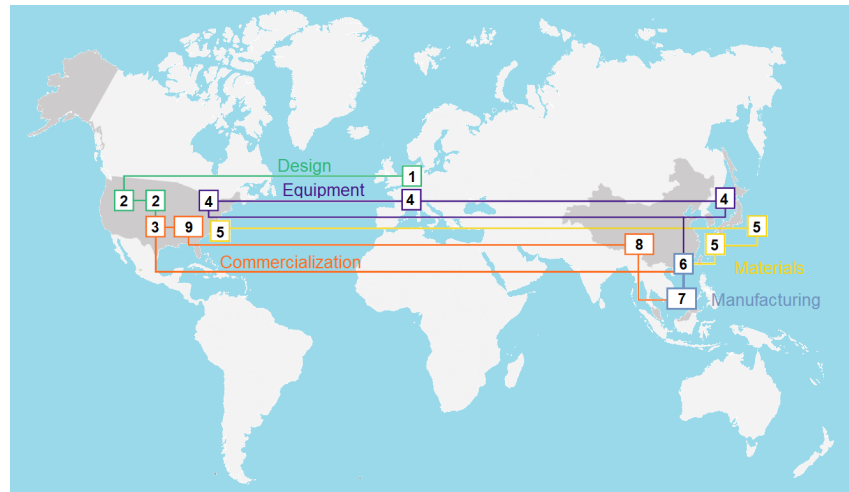 Design
1
2
2
Equipment
4
4
4
3
9
5
5
5
8
Commercialization
6
Materials
7
Manufacturing